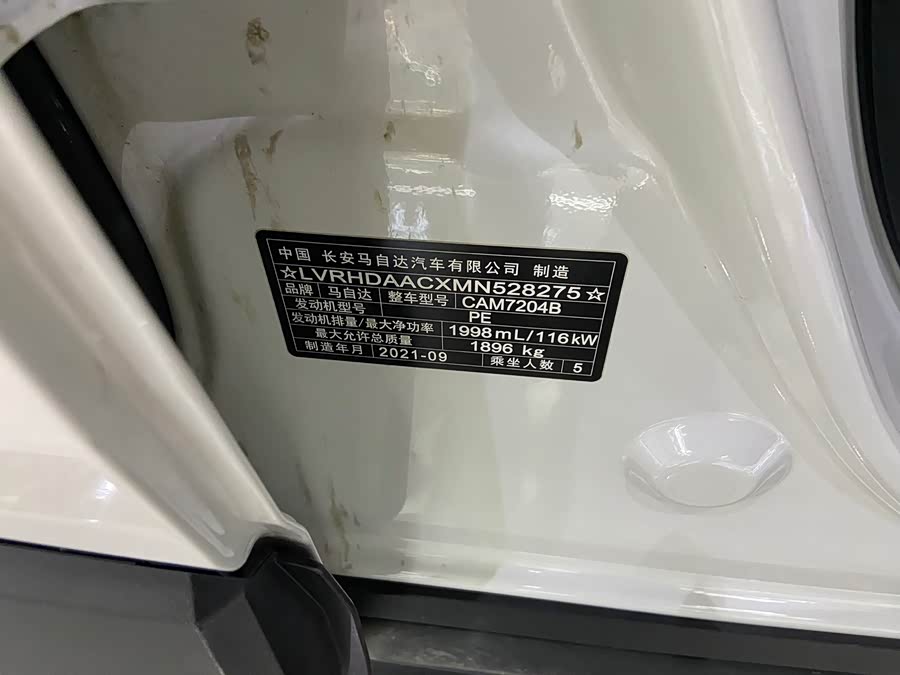 中国 长安马自达汽车有限公司 制造
☆LVRHDAACXMN528275☆
品牌 马自达 整车型号 CAM7204B
发动机型号 PE
发动机排量/最大净功率 1998mL/116kW
最大允许总质量 1896 kg
制造年月 2021-09 乘坐人数 5